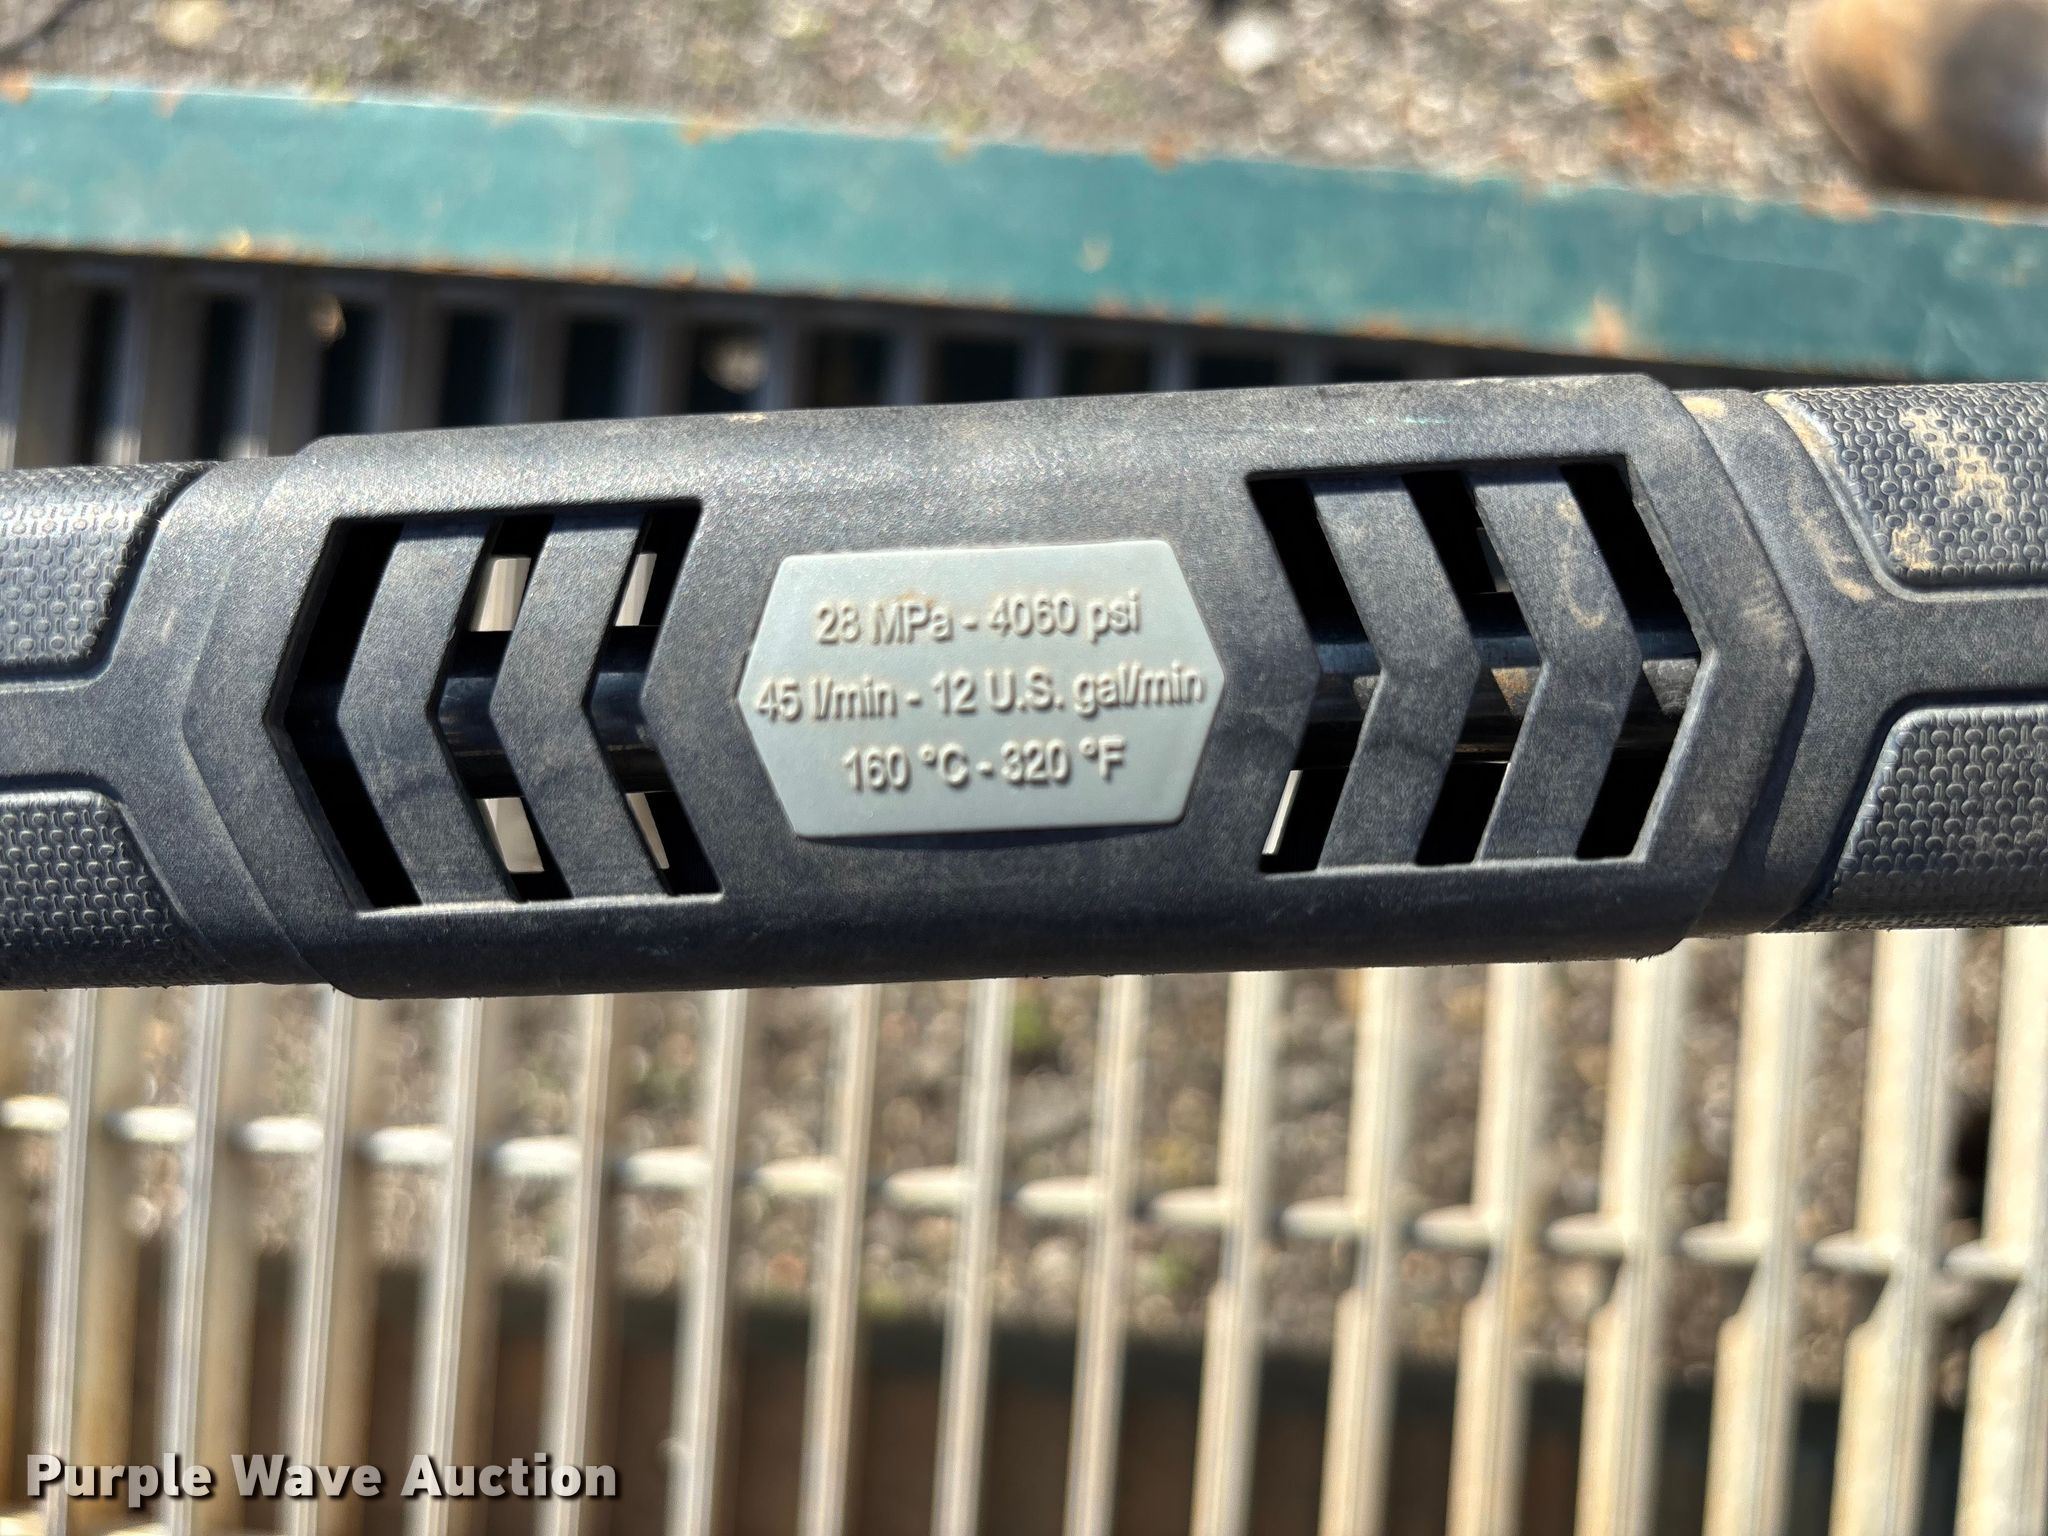 28 MPa - 4060 psi
45 l/min - 12 U.S. gal/min
160 °C - 320 °F
Purple Wave Auction